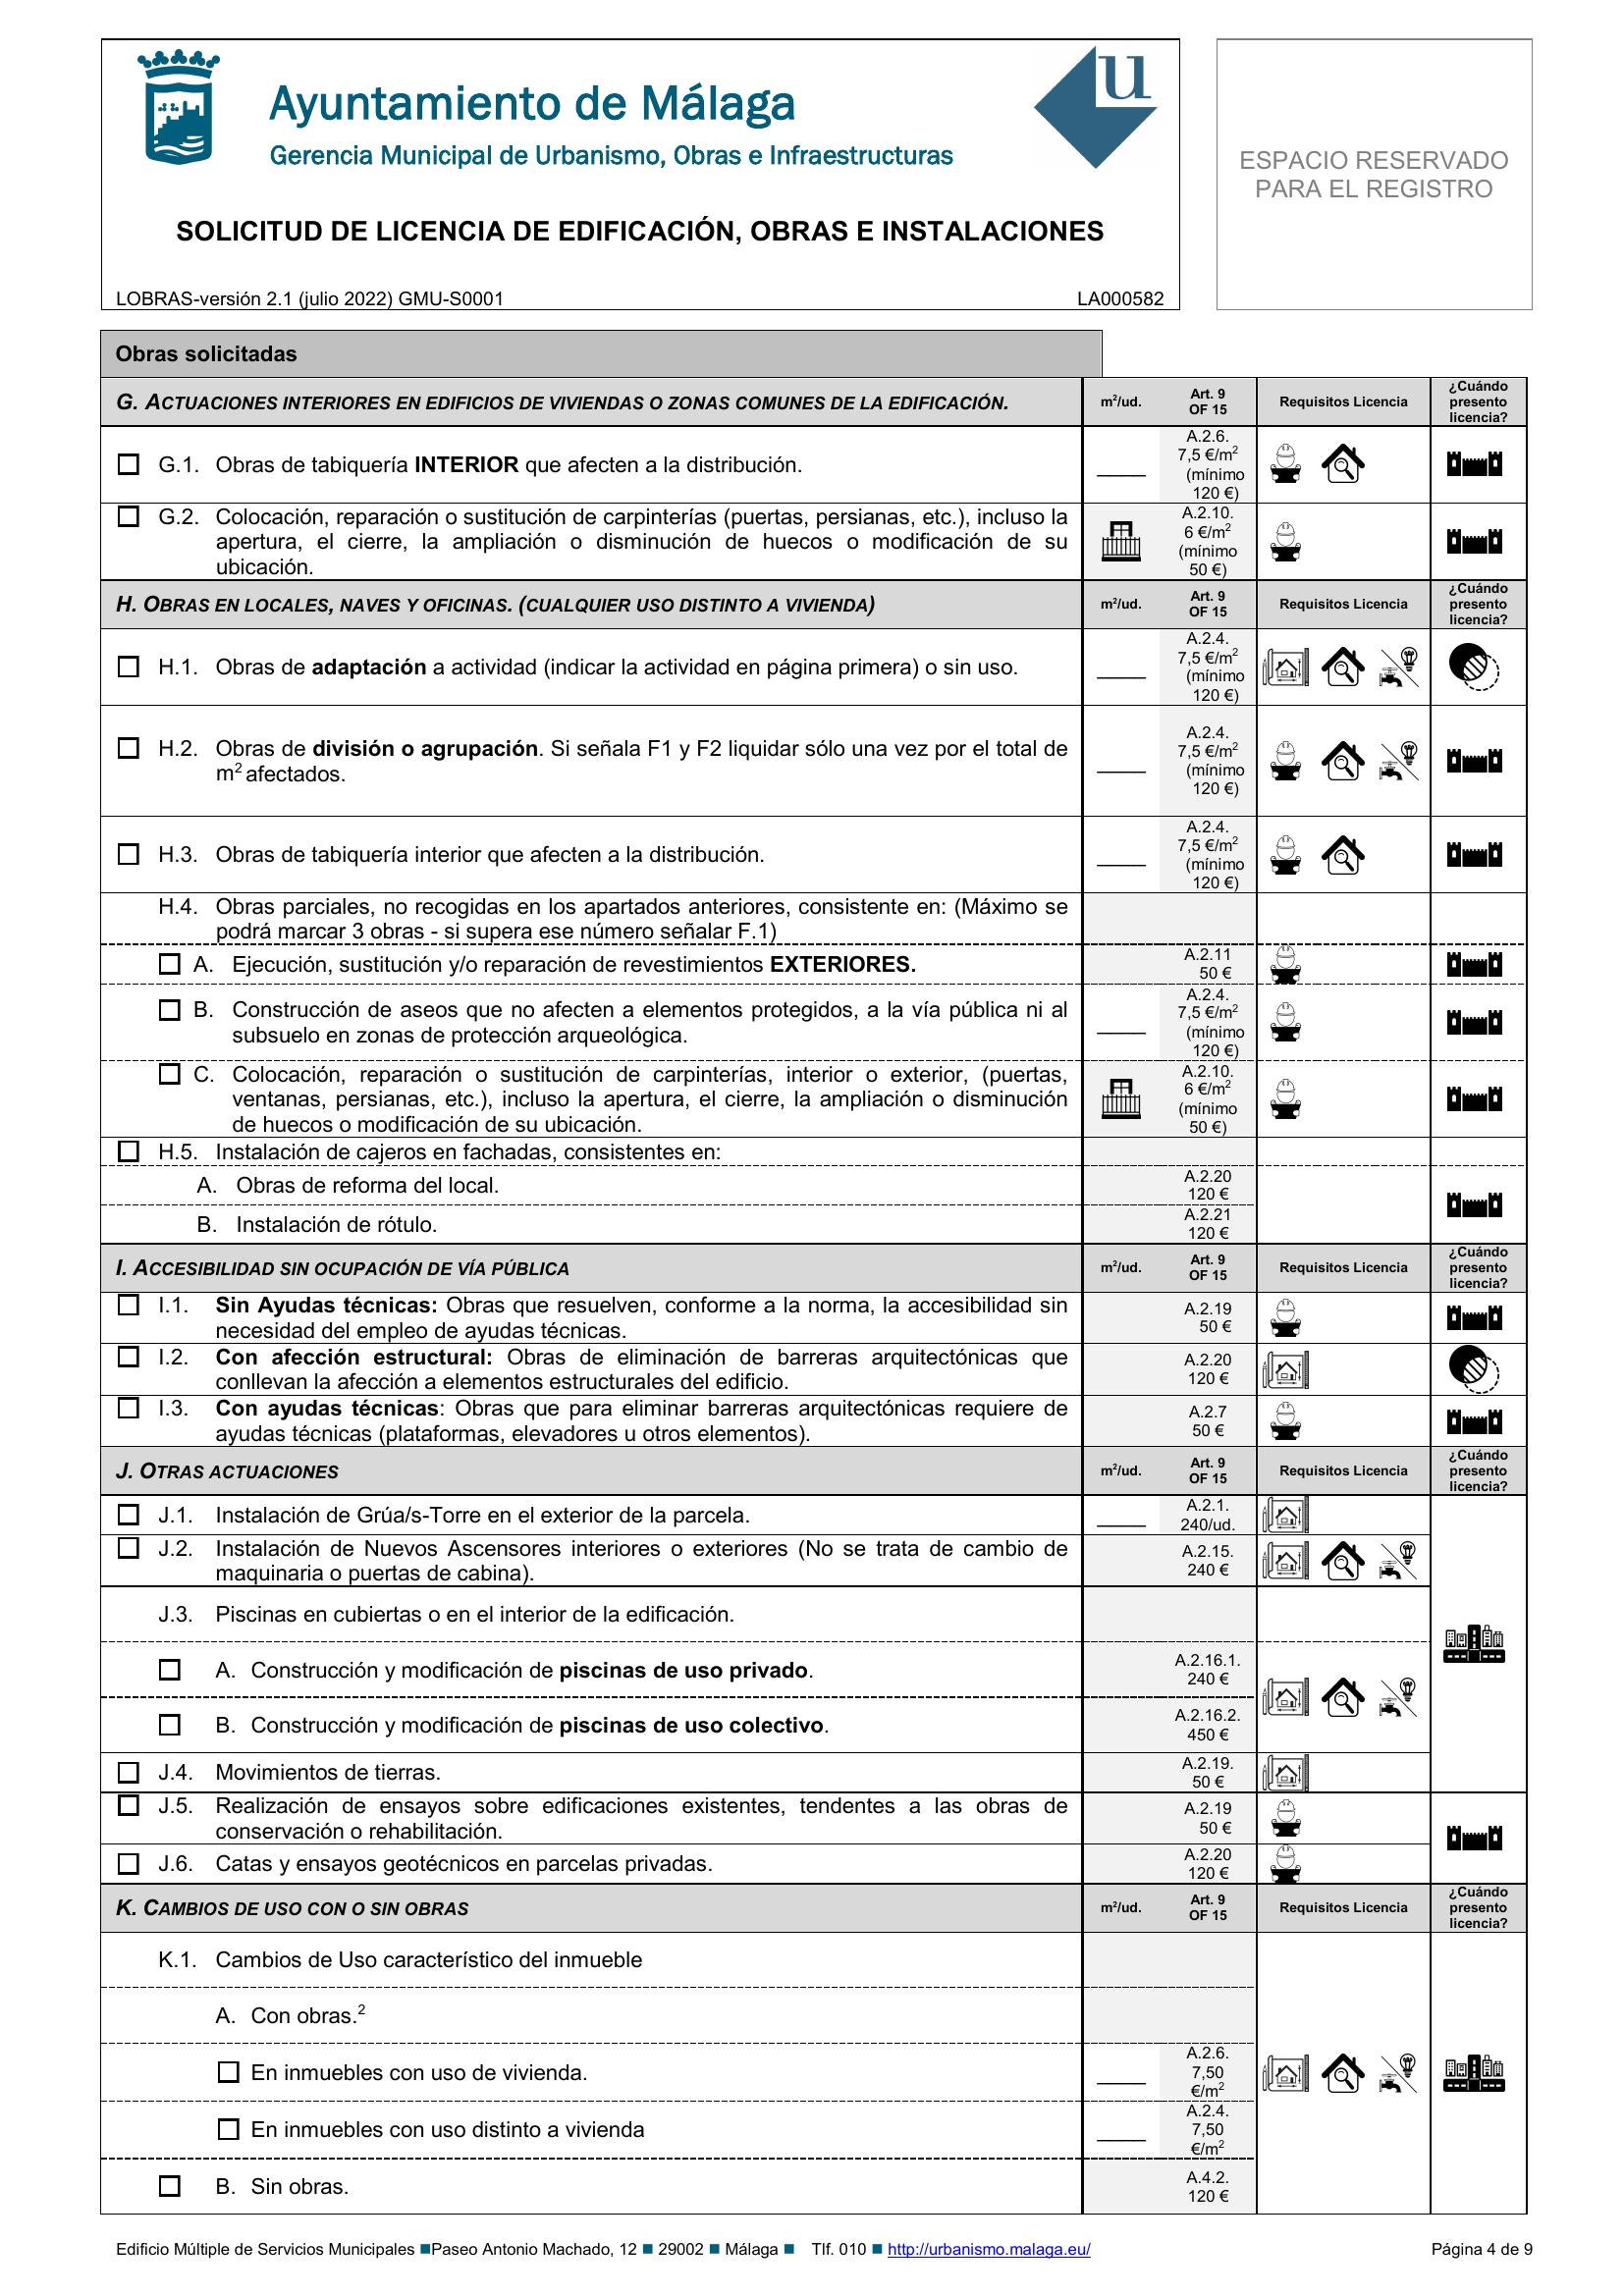 Ayuntamiento de Málaga
Gerencia Municipal de Urbanismo, Obras e Infraestructuras
u
SOLICITUD DE LICENCIA DE EDIFICACIÓN, OBRAS E INSTALACIONES
LOBRAS-versión 2.1 (julio 2022) GMU-S0001 LA000582
ESPACIO RESERVADO
PARA EL REGISTRO
Obras solicitadas
G. ACTUACIONES INTERIORES EN EDIFICIOS DE VIVIENDAS O ZONAS COMUNES DE LA EDIFICACIÓN.
m²/ud.
Art. 9
OF 15
Requisitos Licencia
¿Cuándo
presento
licencia?
G.1. Obras de tabiquería INTERIOR que afecten a la distribución.
____
A.2.6.
7,5 €/m²
(mínimo
120 €)
G.2. Colocación, reparación o sustitución de carpinterías (puertas, persianas, etc.), incluso la
apertura, el cierre, la ampliación o disminución de huecos o modificación de su
ubicación.
A.2.10.
6 €/m²
(mínimo
50 €)
H. OBRAS EN LOCALES, NAVES Y OFICINAS. (CUALQUIER USO DISTINTO A VIVIENDA)
m²/ud.
Art. 9
OF 15
Requisitos Licencia
¿Cuándo
presento
licencia?
H.1. Obras de adaptación a actividad (indicar la actividad en página primera) o sin uso.
____
A.2.4.
7,5 €/m²
(mínimo
120 €)
H.2. Obras de división o agrupación. Si señala F1 y F2 liquidar sólo una vez por el total de
m² afectados.
____
A.2.4.
7,5 €/m²
(mínimo
120 €)
H.3. Obras de tabiquería interior que afecten a la distribución.
____
A.2.4.
7,5 €/m²
(mínimo
120 €)
H.4. Obras parciales, no recogidas en los apartados anteriores, consistente en: (Máximo se
podrá marcar 3 obras - si supera ese número señalar F.1)
A. Ejecución, sustitución y/o reparación de revestimientos EXTERIORES.
A.2.11
50 €
B. Construcción de aseos que no afecten a elementos protegidos, a la vía pública ni al
subsuelo en zonas de protección arqueológica.
____
A.2.4.
7,5 €/m²
(mínimo
120 €)
C. Colocación, reparación o sustitución de carpinterías, interior o exterior, (puertas,
ventanas, persianas, etc.), incluso la apertura, el cierre, la ampliación o disminución
de huecos o modificación de su ubicación.
A.2.10.
6 €/m²
(mínimo
50 €)
H.5. Instalación de cajeros en fachadas, consistentes en:
A. Obras de reforma del local.
A.2.20
120 €
B. Instalación de rótulo.
A.2.21
120 €
I. ACCESIBILIDAD SIN OCUPACIÓN DE VÍA PÚBLICA
m²/ud.
Art. 9
OF 15
Requisitos Licencia
¿Cuándo
presento
licencia?
I.1. Sin Ayudas técnicas: Obras que resuelven, conforme a la norma, la accesibilidad sin
necesidad del empleo de ayudas técnicas.
A.2.19
50 €
I.2. Con afección estructural: Obras de eliminación de barreras arquitectónicas que
conllevan la afección a elementos estructurales del edificio.
A.2.20
120 €
I.3. Con ayudas técnicas: Obras que para eliminar barreras arquitectónicas requiere de
ayudas técnicas (plataformas, elevadores u otros elementos).
A.2.7
50 €
J. OTRAS ACTUACIONES
m²/ud.
Art. 9
OF 15
Requisitos Licencia
¿Cuándo
presento
licencia?
J.1. Instalación de Grúa/s-Torre en el exterior de la parcela.
____
A.2.1.
240/ud.
J.2. Instalación de Nuevos Ascensores interiores o exteriores (No se trata de cambio de
maquinaria o puertas de cabina).
A.2.15.
240 €
J.3. Piscinas en cubiertas o en el interior de la edificación.
A. Construcción y modificación de piscinas de uso privado.
A.2.16.1.
240 €
B. Construcción y modificación de piscinas de uso colectivo.
A.2.16.2.
450 €
J.4. Movimientos de tierras.
A.2.19.
50 €
J.5. Realización de ensayos sobre edificaciones existentes, tendentes a las obras de
conservación o rehabilitación.
A.2.19
50 €
J.6. Catas y ensayos geotécnicos en parcelas privadas.
A.2.20
120 €
K. CAMBIOS DE USO CON O SIN OBRAS
m²/ud.
Art. 9
OF 15
Requisitos Licencia
¿Cuándo
presento
licencia?
K.1. Cambios de Uso característico del inmueble
A. Con obras.²
En inmuebles con uso de vivienda.
____
A.2.6.
7,50
€/m²
En inmuebles con uso distinto a vivienda
____
A.2.4.
7,50
€/m²
B. Sin obras.
A.4.2.
120 €
Edificio Múltiple de Servicios Municipales ■Paseo Antonio Machado, 12 ■ 29002 ■ Málaga ■ Tlf. 010 ■ http://urbanismo.malaga.eu/ Página 4 de 9